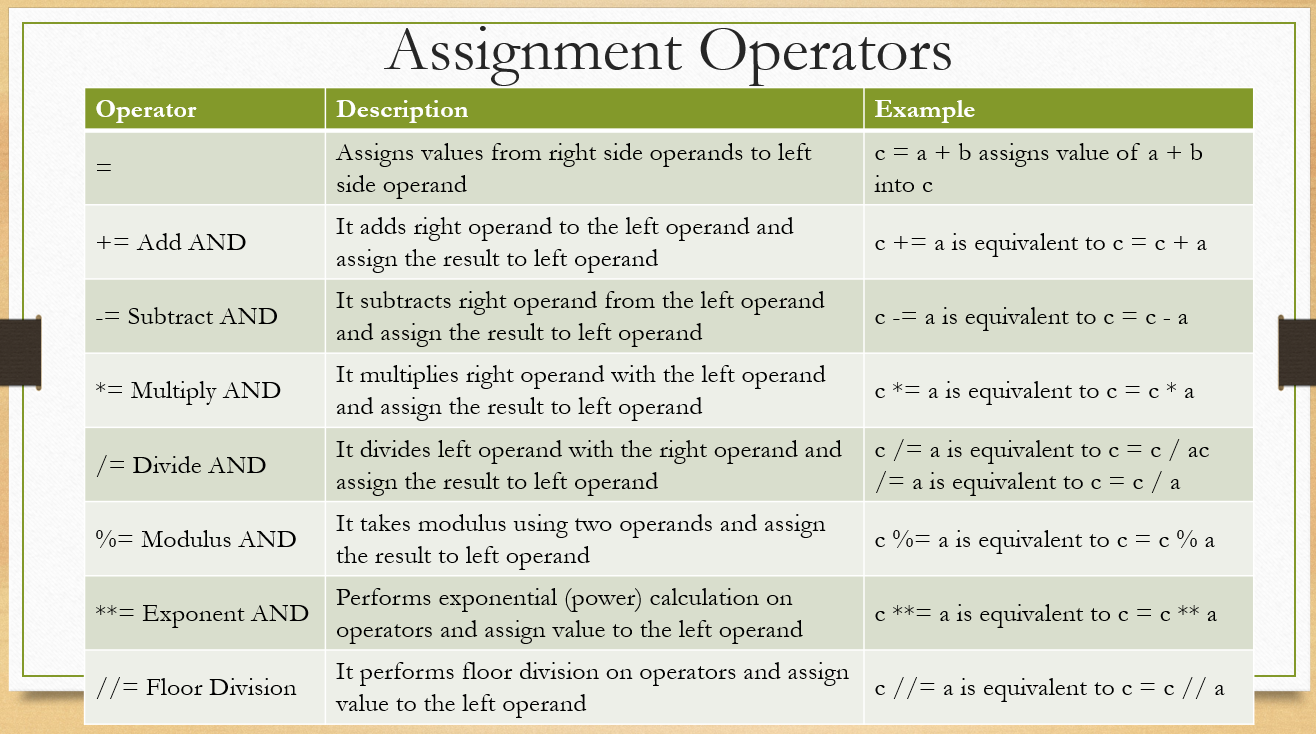 Assignment Operators
Operator Description Example
=
Assigns values from right side operands to left
side operand
c = a + b assigns value of a + b
into c
+= Add AND
It adds right operand to the left operand and
assign the result to left operand
c += a is equivalent to c = c + a
-= Subtract AND
It subtracts right operand from the left operand
and assign the result to left operand
c -= a is equivalent to c = c - a
*= Multiply AND
It multiplies right operand with the left operand
and assign the result to left operand
c *= a is equivalent to c = c * a
/= Divide AND
It divides left operand with the right operand and
assign the result to left operand
c /= a is equivalent to c = c / ac
/= a is equivalent to c = c / a
%= Modulus AND
It takes modulus using two operands and assign
the result to left operand
c %= a is equivalent to c = c % a
**= Exponent AND
Performs exponential (power) calculation on
operators and assign value to the left operand
c **= a is equivalent to c = c ** a
//= Floor Division
It performs floor division on operators and assign
value to the left operand
c //= a is equivalent to c = c // a